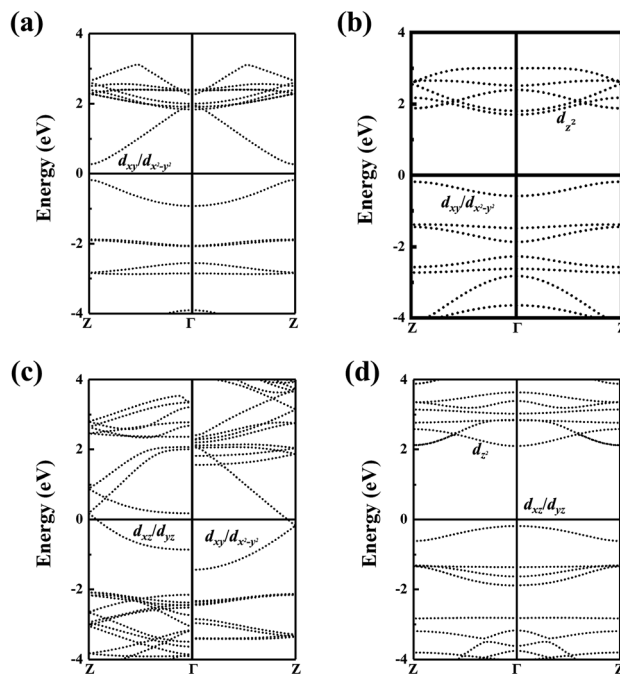 (a)
4
2
0
-2
-4
Energy (eV)
d_xy/d_x²-y²
Z Γ Z
(b)
4
2
0
-2
-4
Energy (eV)
d_z²
d_xy/d_x²-y²
Z Γ Z
(c)
4
2
0
-2
-4
Energy (eV)
d_xz/d_yz
d_xy/d_x²-y²
Z Γ Z
(d)
4
2
0
-2
-4
Energy (eV)
d_z²
d_xz/d_yz
Z Γ Z